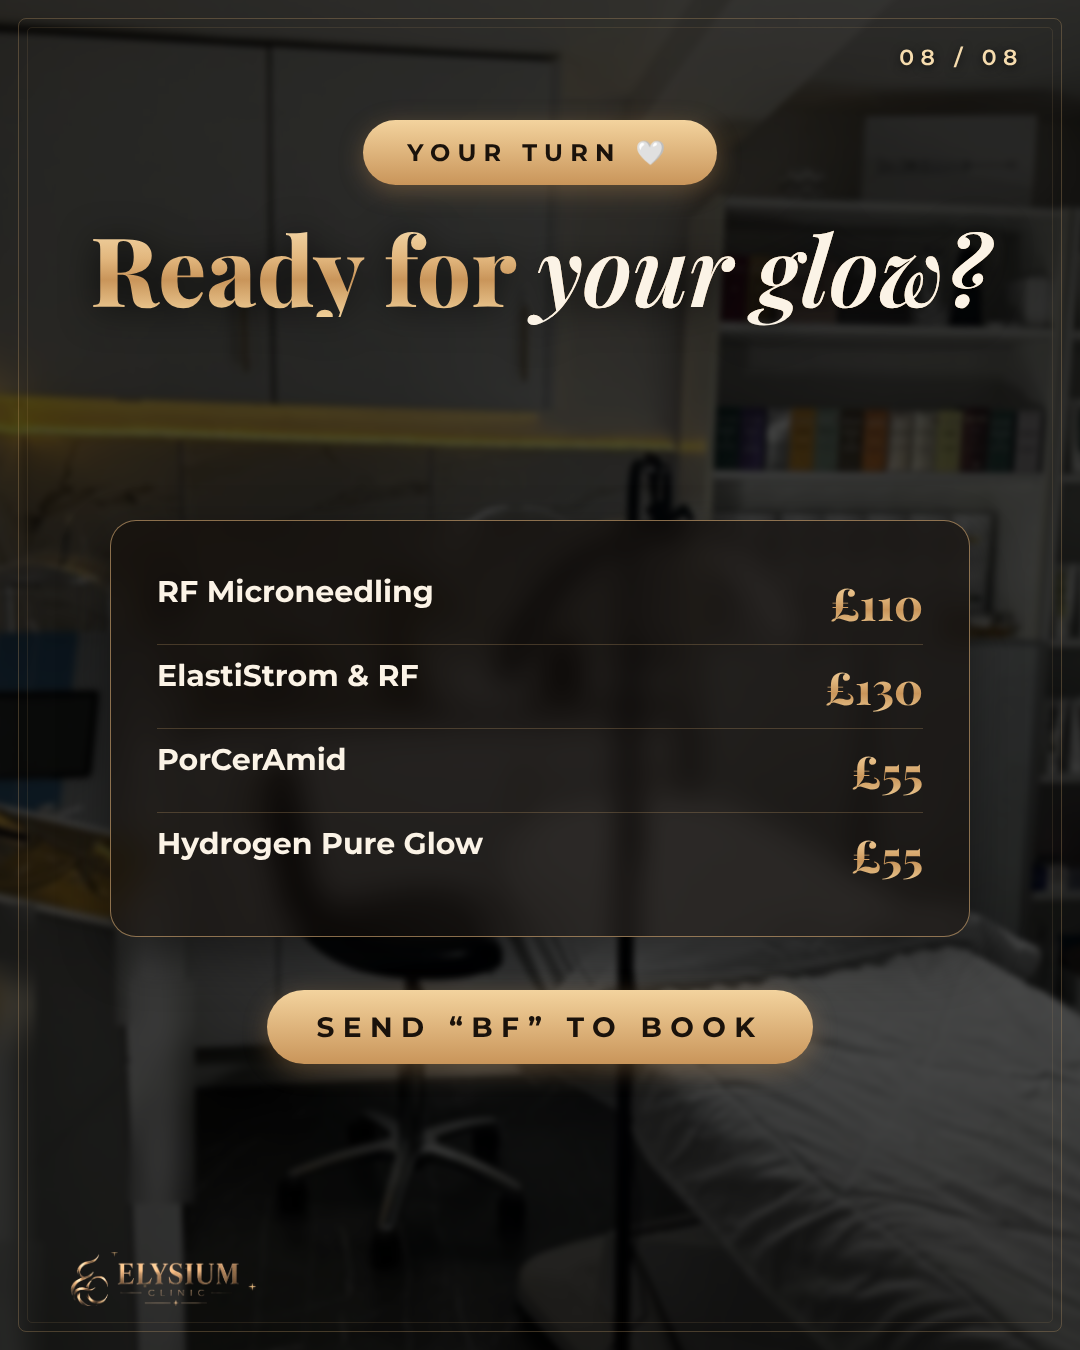 08 / 08
YOUR TURN 🤍
Ready for your glow?
RF Microneedling £110
ElastiStrom & RF £130
PorCerAmid £55
Hydrogen Pure Glow £55
SEND “BF” TO BOOK
ELYSIUM
CLINIC